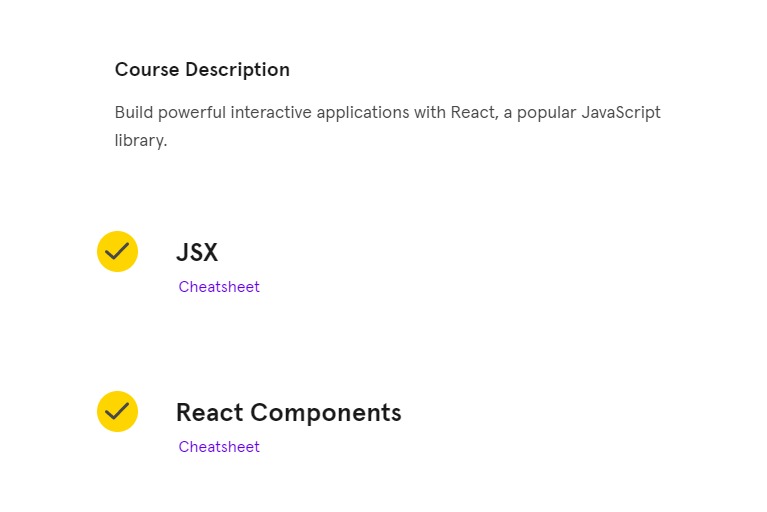 Course Description
Build powerful interactive applications with React, a popular JavaScript
library.
JSX
Cheatsheet
React Components
Cheatsheet